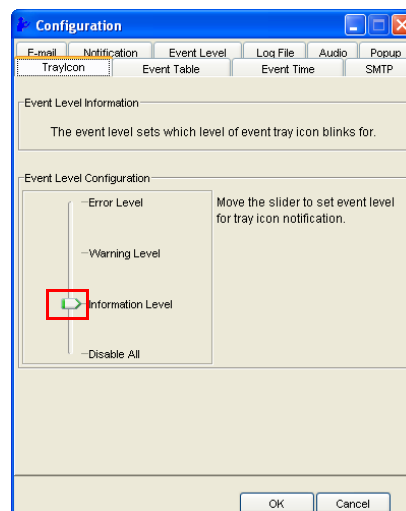 Configuration
E-mail Notification Event Level Log File Audio Popup
TrayIcon Event Table Event Time SMTP
Event Level Information
The event level sets which level of event tray icon blinks for.
Event Level Configuration
Error Level
Move the slider to set event level
for tray icon notification.
Warning Level
Information Level
Disable All
OK Cancel